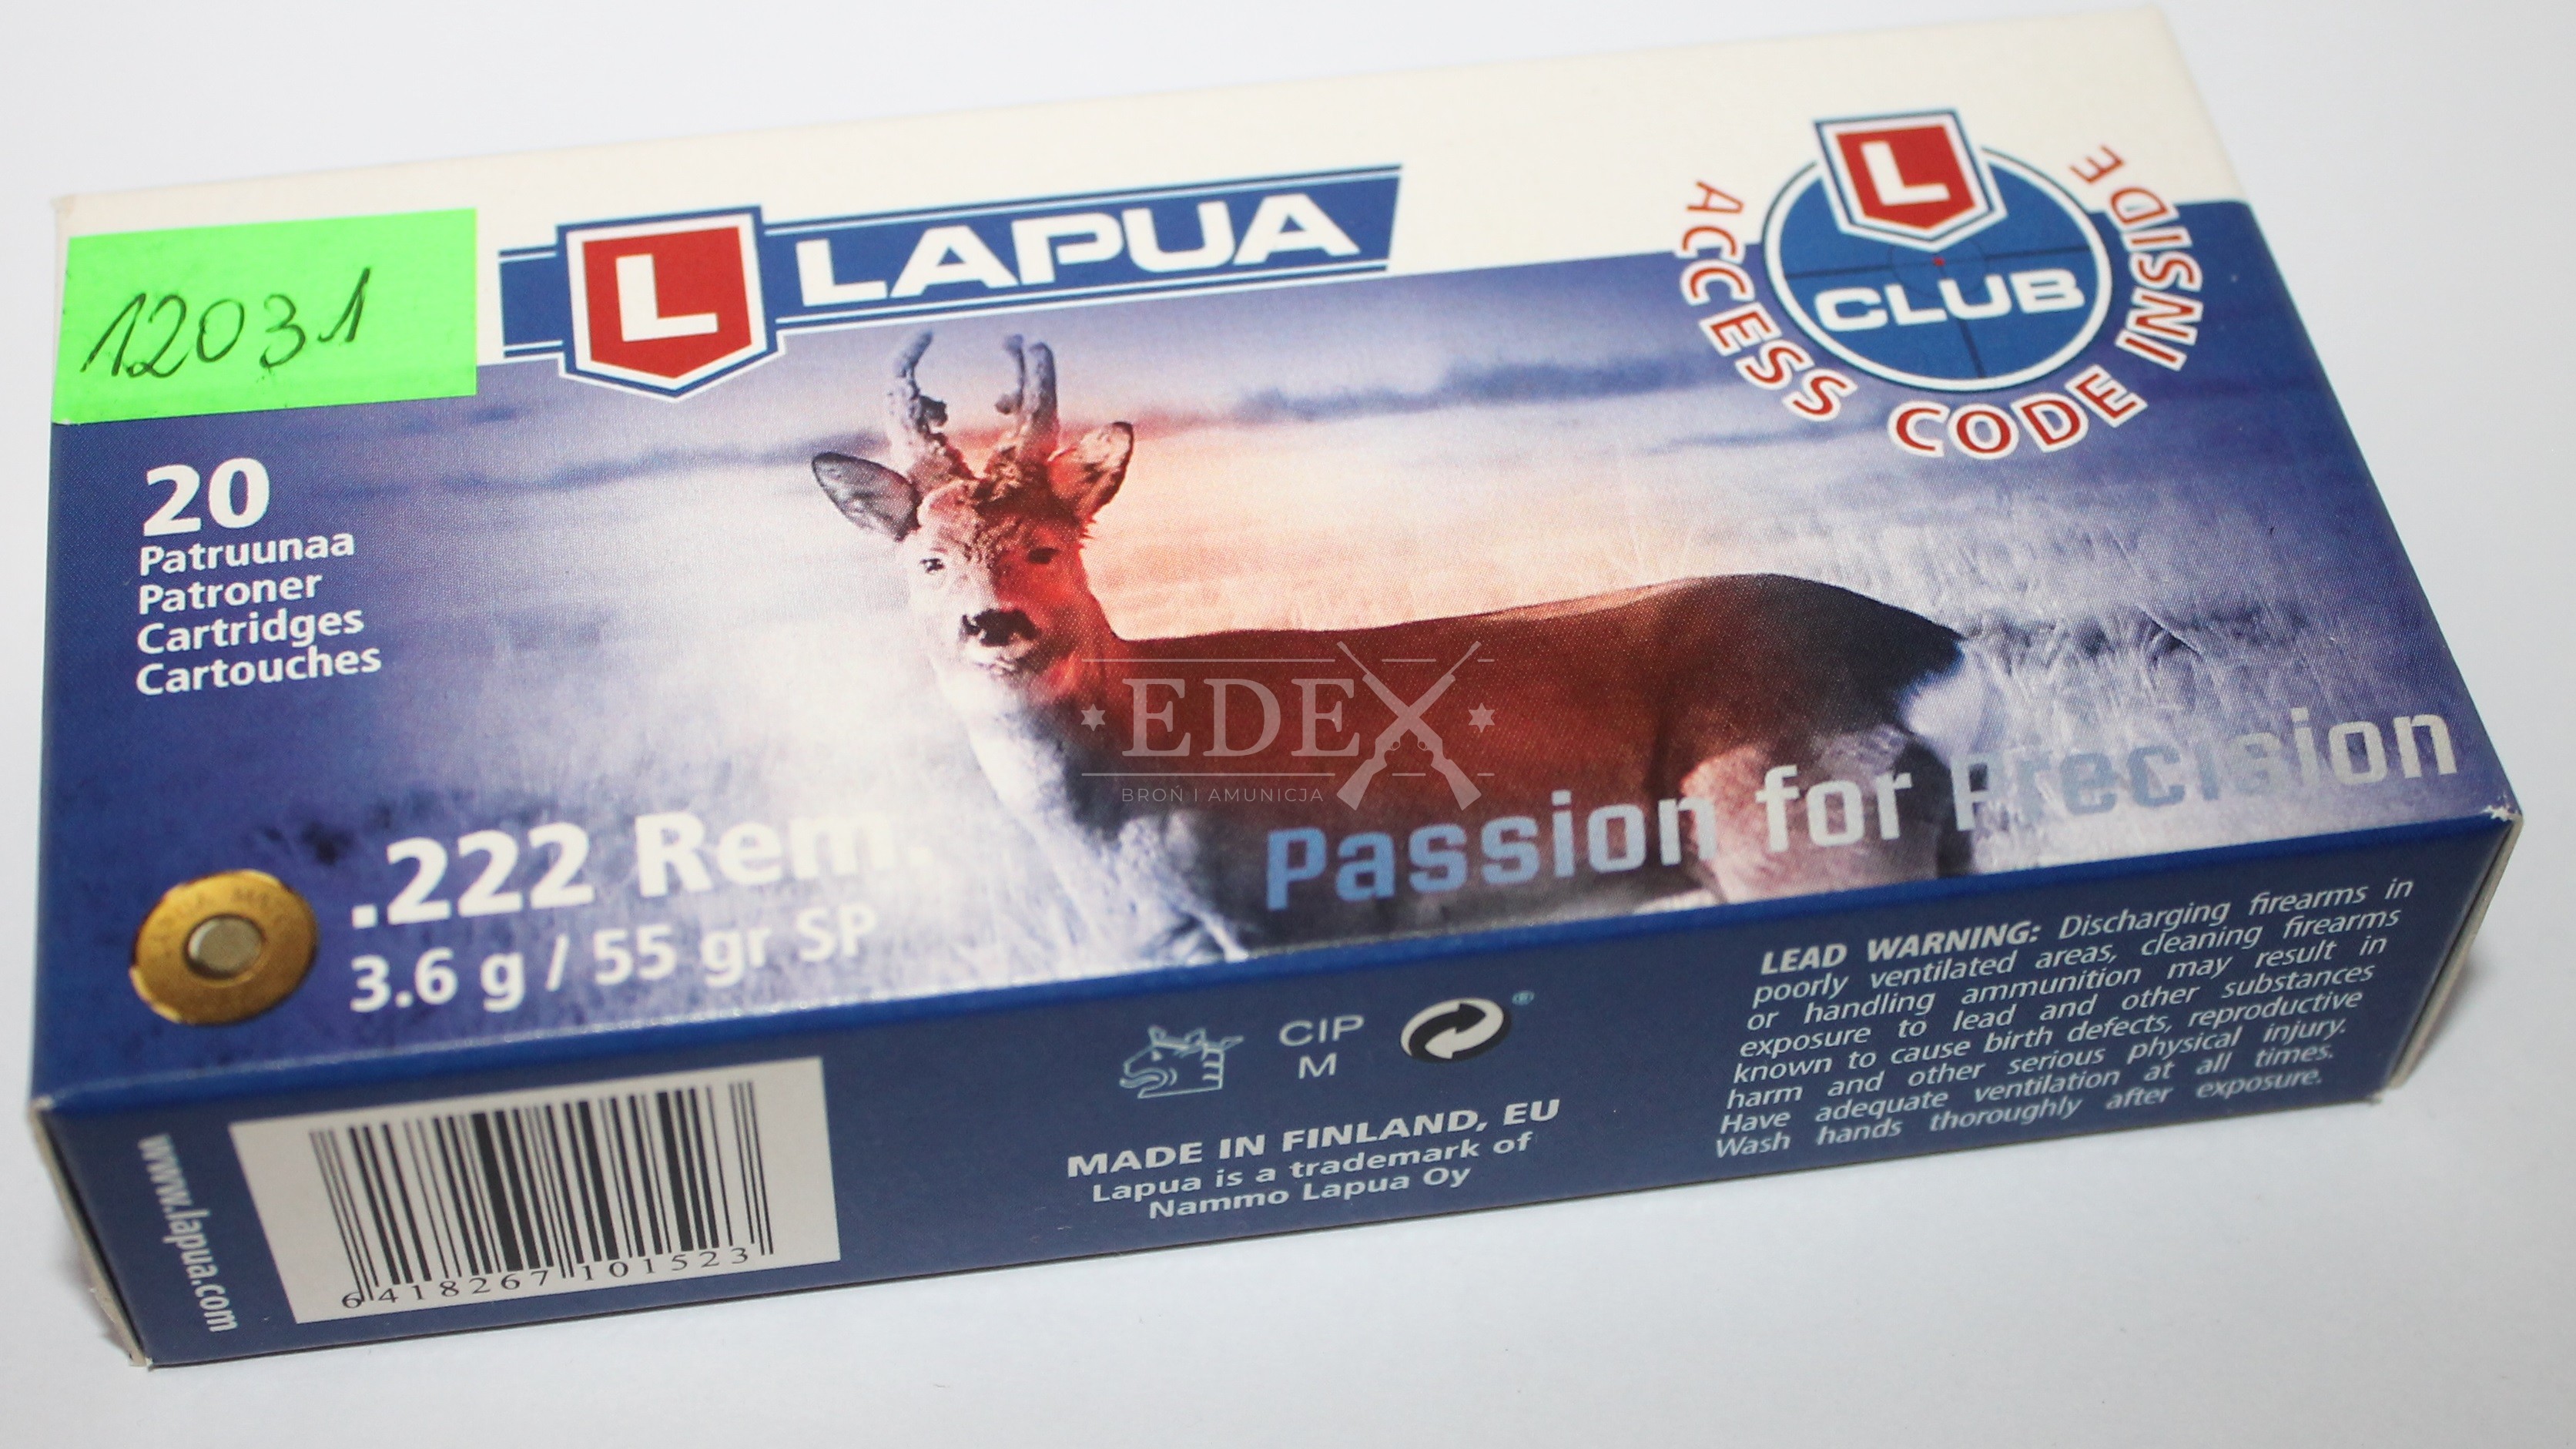 12031
L LAPUA
L
CLUB
ACCESS CODE INSIDE
20
Patruunaa
Patroner
Cartridges
Cartouches
EDEX
BROŃ I AMUNICJA
Passion for Precision
.222 Rem.
3.6 g / 55 gr SP
www.lapua.com
6 418267 101523
CIP
M
®
MADE IN FINLAND, EU
Lapua is a trademark of
Nammo Lapua Oy
LEAD WARNING: Discharging firearms in
poorly ventilated areas, cleaning firearms
or handling ammunition may result in
exposure to lead and other substances
known to cause birth defects, reproductive
harm and other serious physical injury.
Have adequate ventilation at all times.
Wash hands thoroughly after exposure.